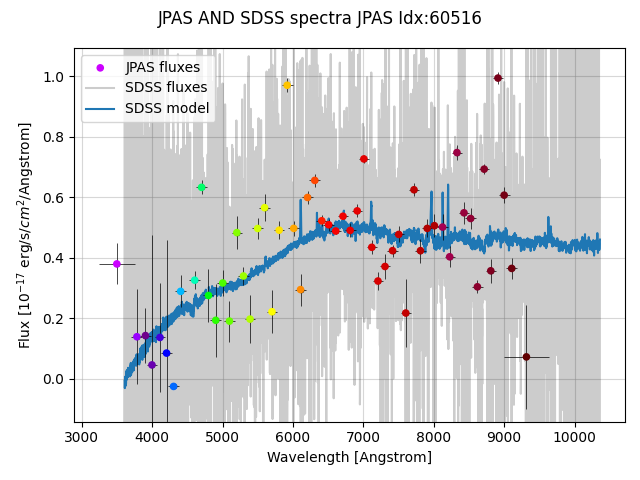 JPAS AND SDSS spectra JPAS Idx:60516
JPAS fluxes
SDSS fluxes
SDSS model
1.0
0.8
0.6
0.4
0.2
0.0
Flux [10^{-17} erg/s/cm^2/Angstrom]
3000 4000 5000 6000 7000 8000 9000 10000
Wavelength [Angstrom]